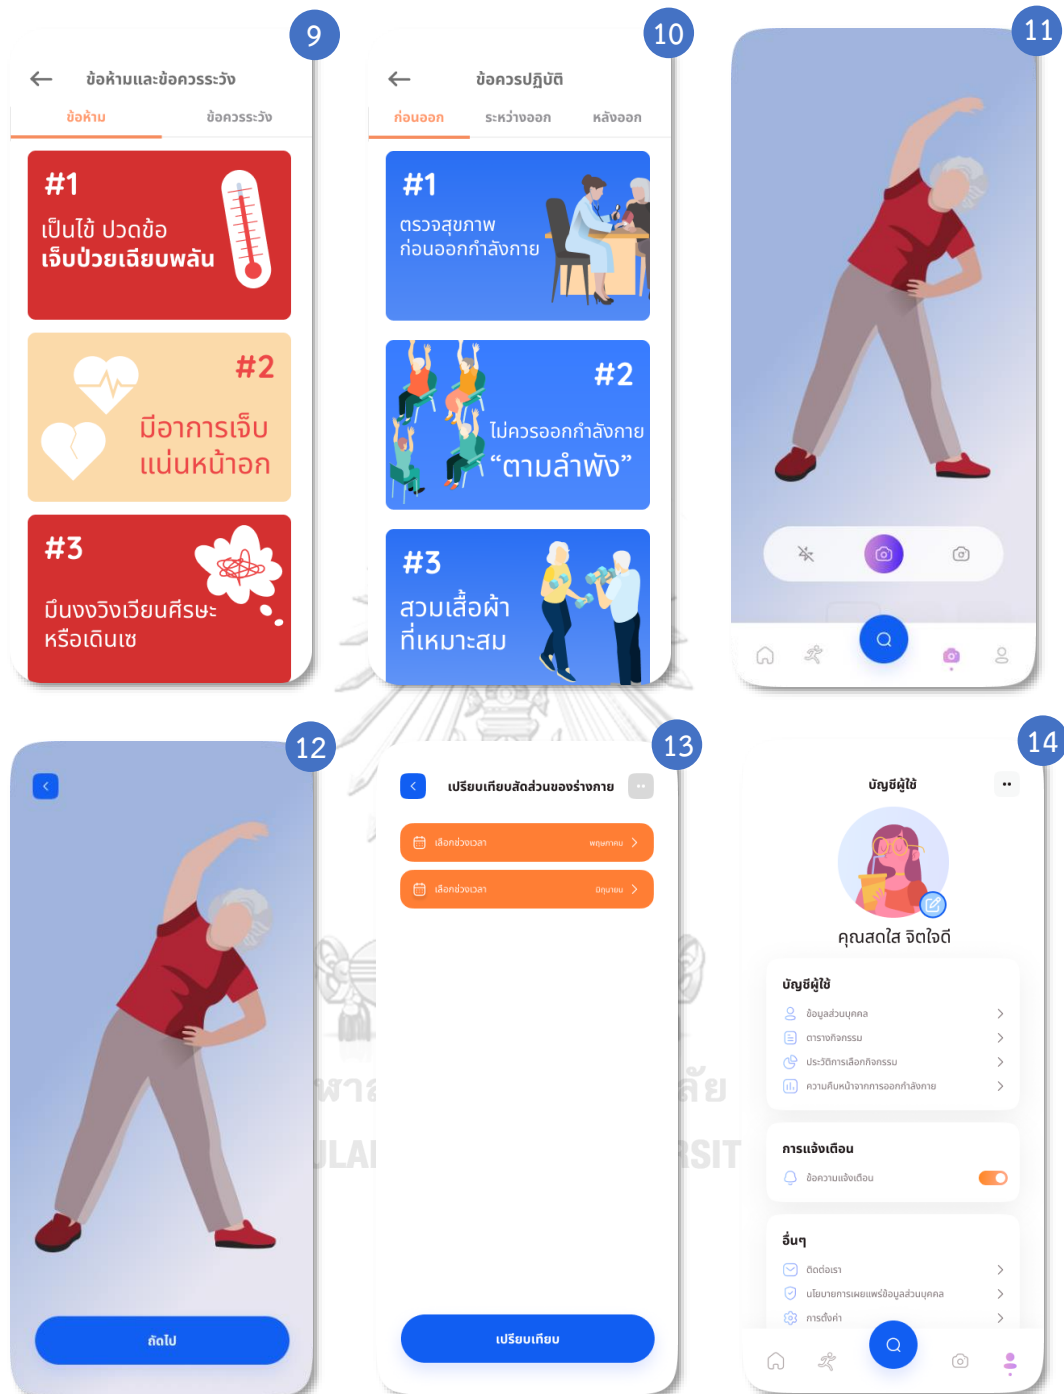 9
ข้อห้ามและข้อควรระวัง
ข้อห้าม
ข้อควรระวัง
#1
เป็นไข้ ปวดข้อ
เจ็บป่วยเฉียบพลัน
#2
มีอาการเจ็บ
แน่นหน้าอก
#3
มึนงงวิงเวียนศีรษะ
หรือเดินเซ
10
ข้อควรปฏิบัติ
ก่อนออก
ระหว่างออก
หลังออก
#1
ตรวจสุขภาพ
ก่อนออกกำลังกาย
#2
ไม่ควรออกกำลังกาย
“ตามลำพัง”
#3
สวมเสื้อผ้า
ที่เหมาะสม
11
12
ถัดไป
13
เปรียบเทียบสัดส่วนของร่างกาย
เลือกช่วงเวลา
พฤษภาคม
เลือกช่วงเวลา
มิถุนายน
เปรียบเทียบ
14
บัญชีผู้ใช้
คุณสดใส จิตใจดี
บัญชีผู้ใช้
ข้อมูลส่วนบุคคล
ตารางกิจกรรม
ประวัติการเลือกกิจกรรม
ความคืบหน้าจากการออกกำลังกาย
การแจ้งเตือน
ข้อความแจ้งเตือน
อื่นๆ
ติดต่อเรา
นโยบายการเผยแพร่ข้อมูลส่วนบุคคล
การตั้งค่า